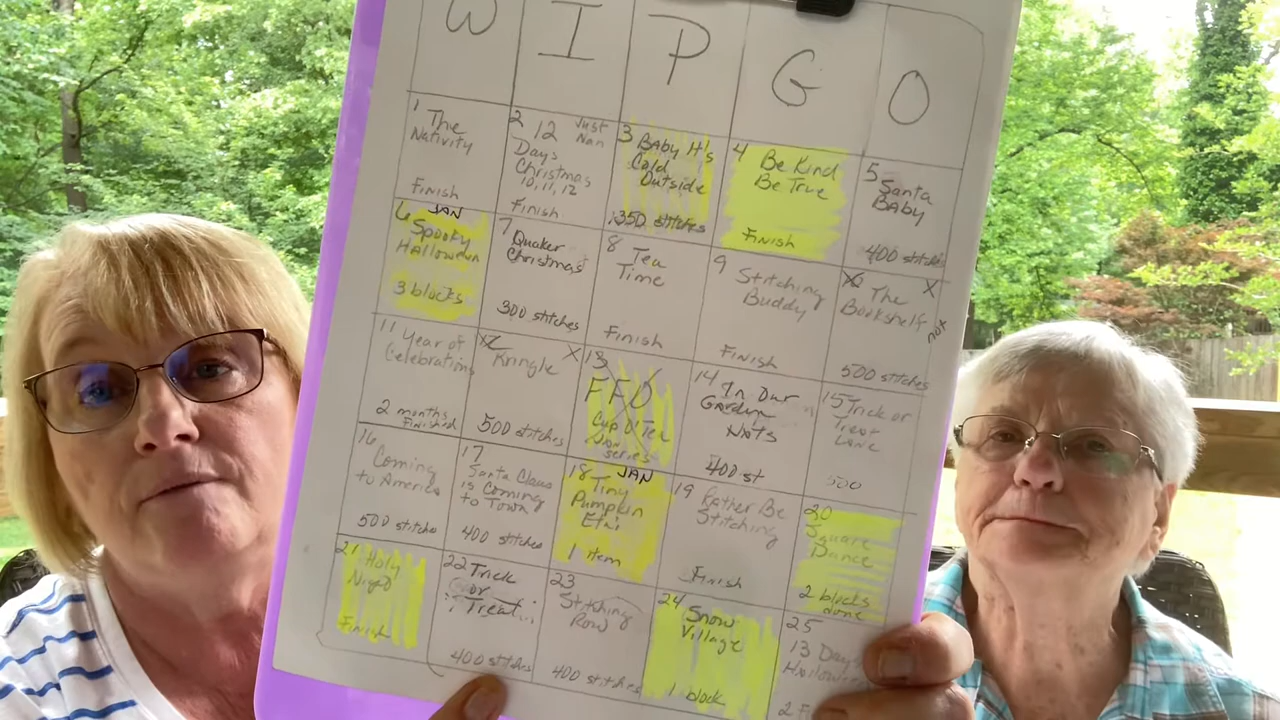 W I P G O
1 The
Nativity
Finish
2 12 Just
Nan
Days
Christmas
10, 11, 12
Finish
3 BABY It's
Cold
Outside
350 stitches
4 Be Kind
Be True
Finish
5 Santa
BABY
400 stitches
6 JAN
Spooky
Halloween
3 blocks
7 Quaker
Christmas
300 stitches
8 Tea
Time
Finish
9 Stitching
Buddy
Finish
The X
Bookshelf
not
500 stitches
11 Year of
Celebration
2 months
Finished
Kringle X
500 stitches
13
FFO
Cup O Tea
series
14 In Our
GARDEN
400 st
15 Trick or
Treat
Lane
500
16
Coming
to America
500 stitches
17
Santa Claus
is Coming
to Town
400 stitches
18 JAN
Tiny
Pumpkin
1 item
19 Rather Be
Stitching
Finish
20
Square
Dance
2 blocks
done
21 Holy
Night
Finish
22 Trick
or
Treat
400 stitches
23
Stitching
Row
400 stitches
24
Snow
Village
1 block
25
13 Days
Halloween
2 F